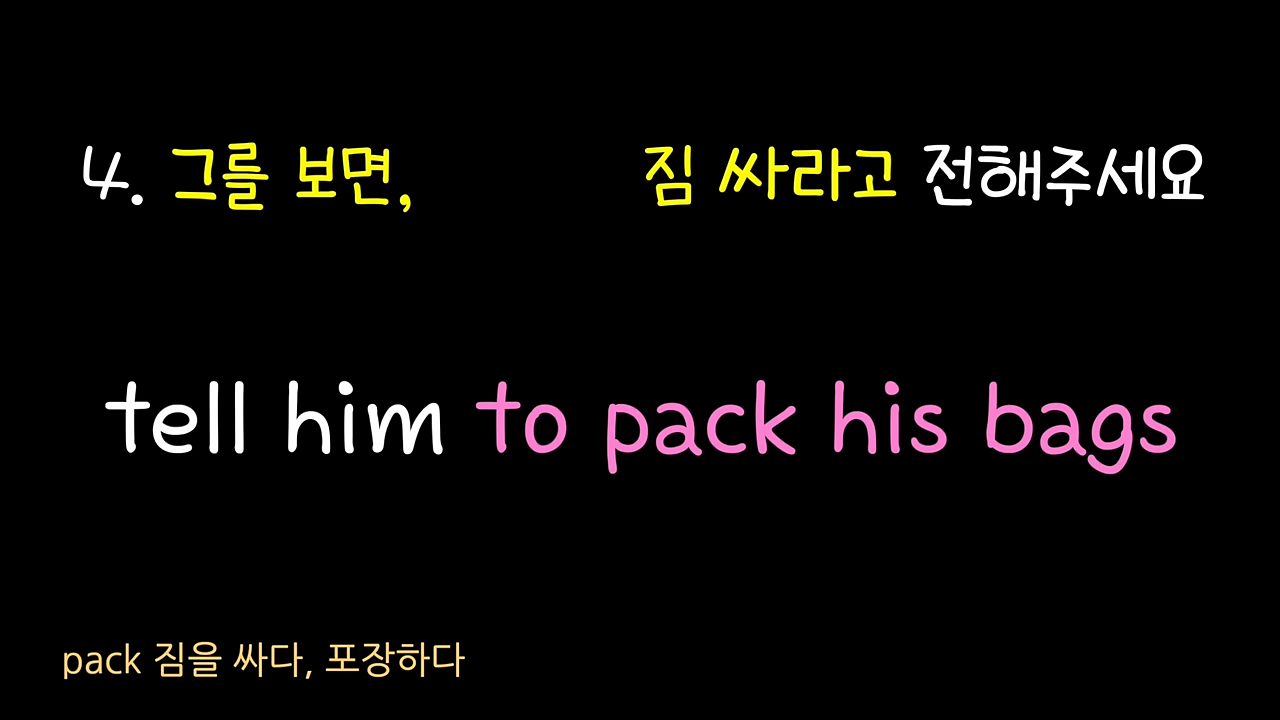 4. 그를 보면, 짐 싸라고 전해주세요
tell him to pack his bags
pack 짐을 싸다, 포장하다